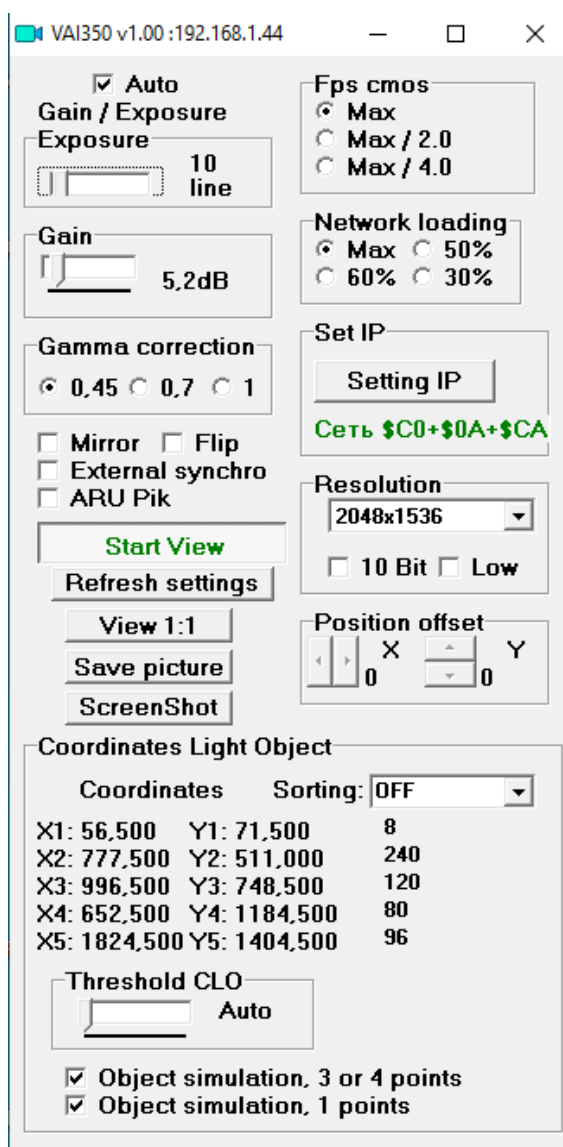 VAI350 v1.00 :192.168.1.44
Auto
Gain / Exposure
Exposure
10
line
Gain
5,2dB
Gamma correction
0,45 0,7 1
Mirror Flip
External synchro
ARU Pik
Start View
Refresh settings
View 1:1
Save picture
ScreenShot
Fps cmos
Max
Max / 2.0
Max / 4.0
Network loading
Max 50%
60% 30%
Set IP
Setting IP
Сеть $C0+$0A+$CA
Resolution
2048x1536
10 Bit Low
Position offset
X Y
0 0
Coordinates Light Object
Coordinates Sorting: OFF
X1: 56,500 Y1: 71,500 8
X2: 777,500 Y2: 511,000 240
X3: 996,500 Y3: 748,500 120
X4: 652,500 Y4: 1184,500 80
X5: 1824,500 Y5: 1404,500 96
Threshold CLO
Auto
Object simulation, 3 or 4 points
Object simulation, 1 points